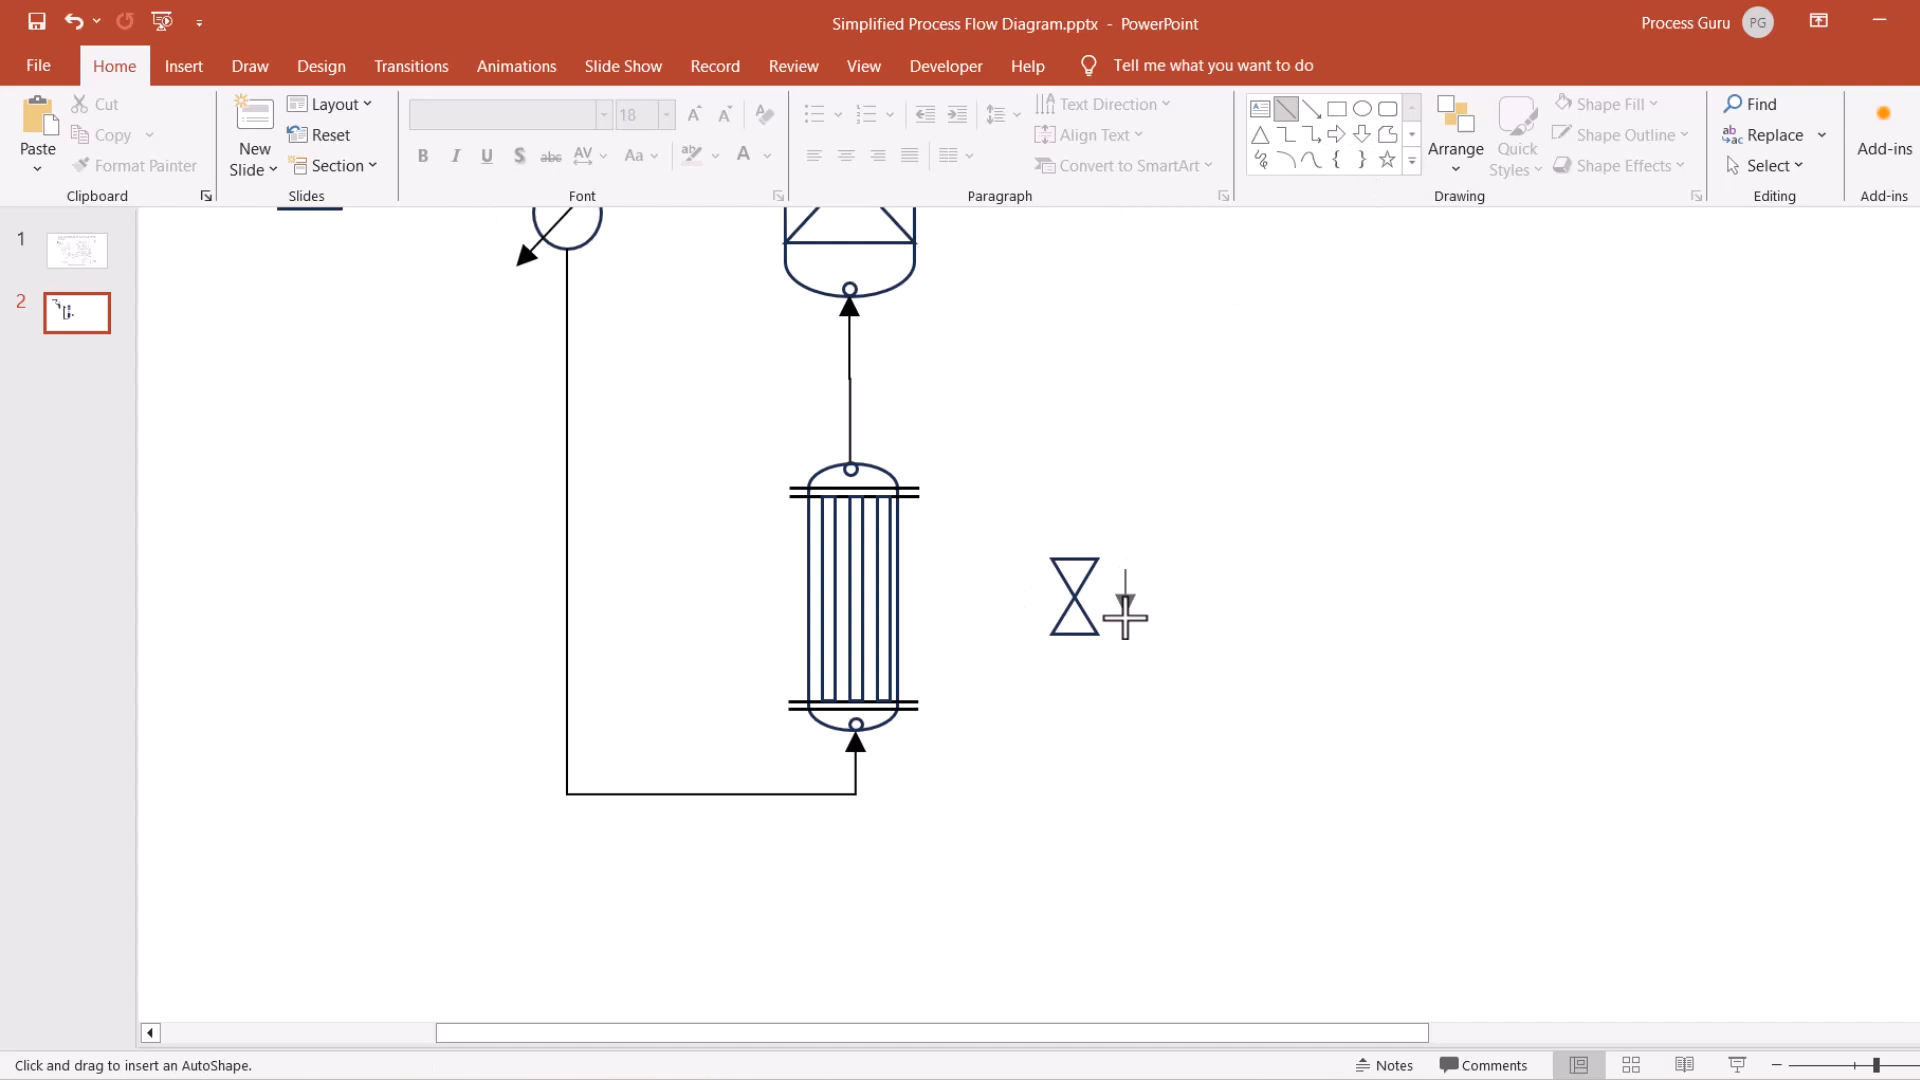 Simplified Process Flow Diagram.pptx - PowerPoint
Process Guru PG
File Home Insert Draw Design Transitions Animations Slide Show Record Review View Developer Help Tell me what you want to do
Paste
Cut
Copy
Format Painter
Clipboard
New
Slide
Layout
Reset
Section
Slides
18
B I U S abc AV Aa ab A
Font
Text Direction
Align Text
Convert to SmartArt
Paragraph
Arrange
Quick
Styles
Shape Fill
Shape Outline
Shape Effects
Drawing
Find
Replace
Select
Editing
Add-ins
Add-ins
1
2
Click and drag to insert an AutoShape.
Notes Comments